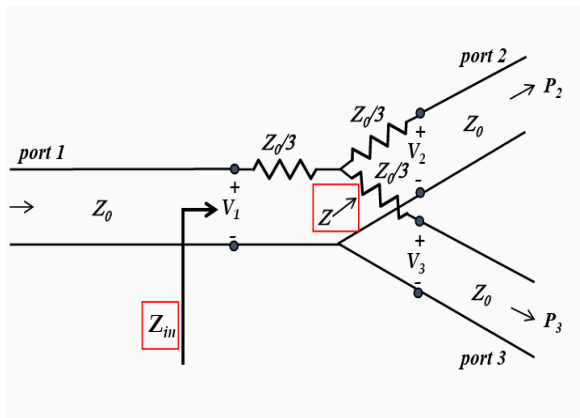 port 2
P2
Z0/3
Z0
+
V2
-
port 1
Z0/3
Z0/3
+
V1
-
Z0
Z
+
V3
-
Z0
P3
Zin
port 3